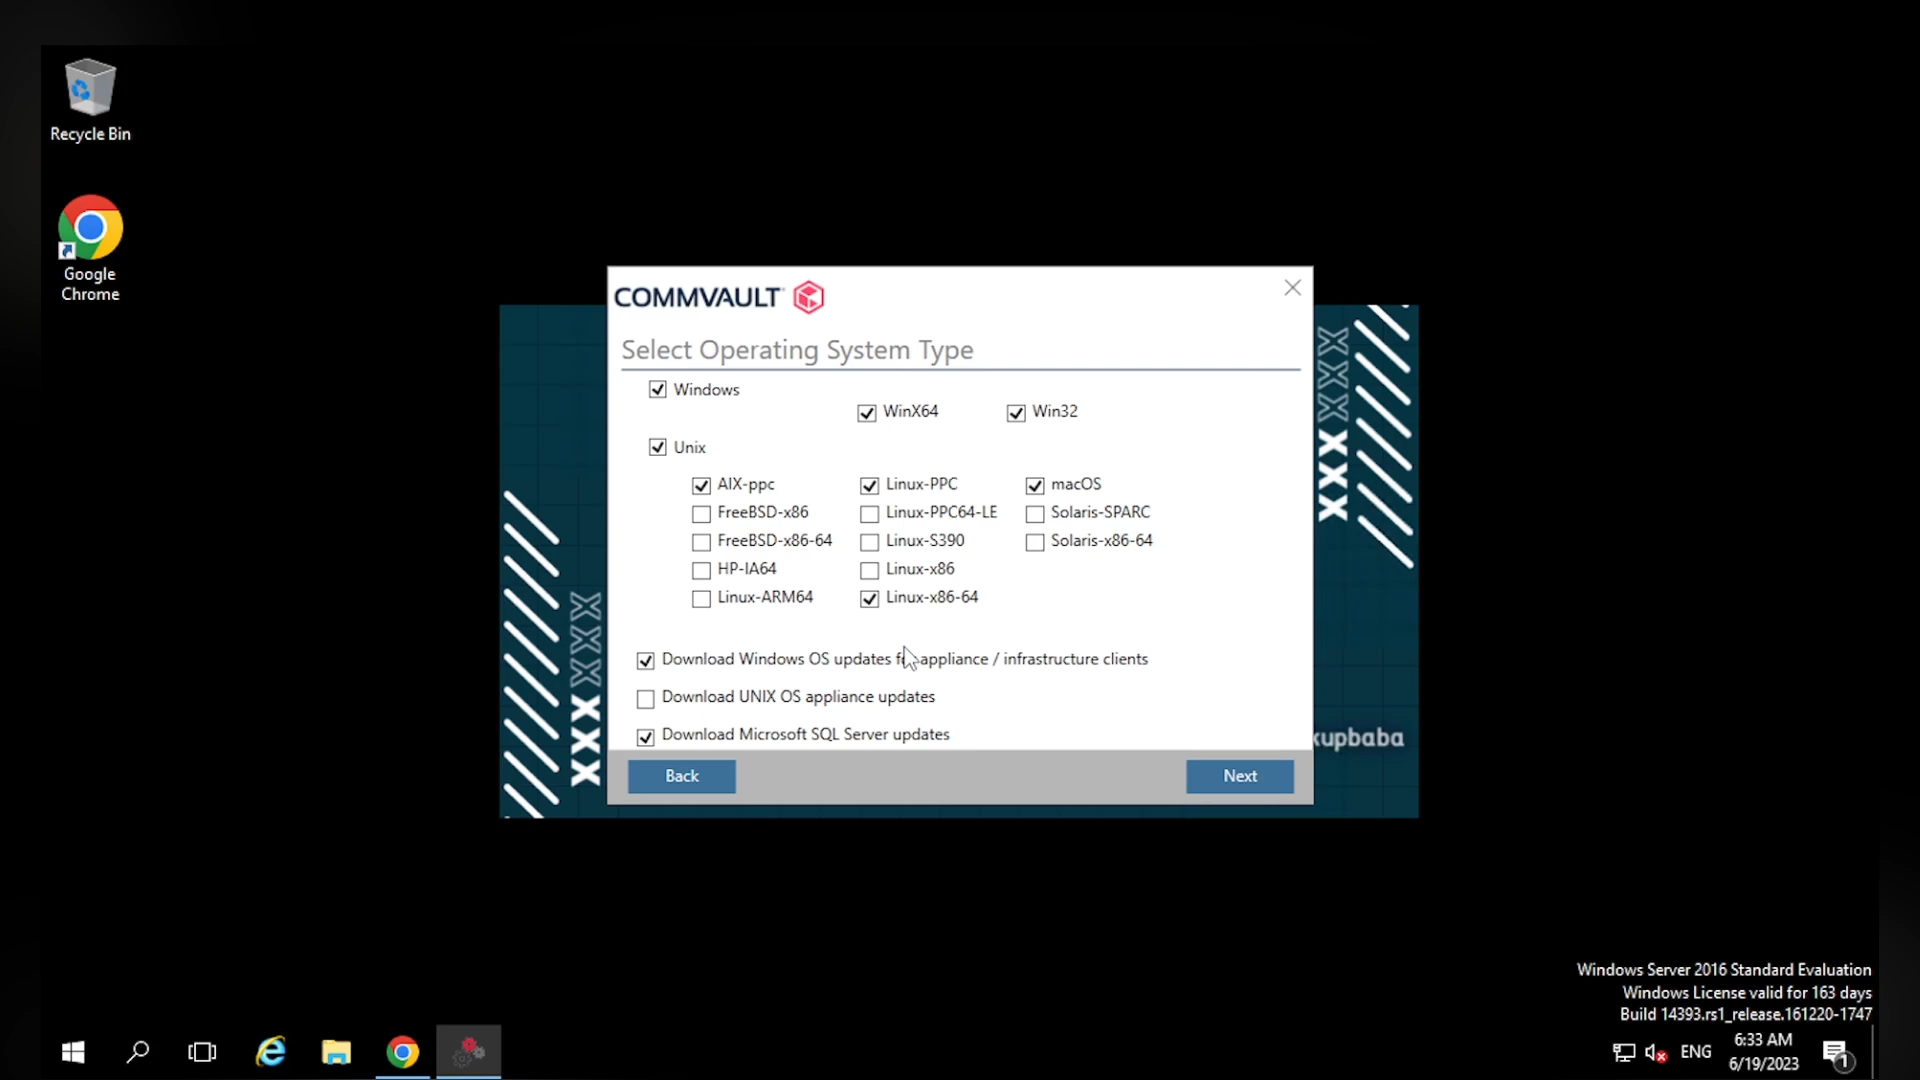 Recycle Bin
Google
Chrome
COMMVAULT
Select Operating System Type
Windows
WinX64
Win32
Unix
AIX-ppc
Linux-PPC
macOS
FreeBSD-x86
Linux-PPC64-LE
Solaris-SPARC
FreeBSD-x86-64
Linux-S390
Solaris-x86-64
HP-IA64
Linux-x86
Linux-ARM64
Linux-x86-64
Download Windows OS updates appliance / infrastructure clients
Download UNIX OS appliance updates
Download Microsoft SQL Server updates
Back
Next
kupbaba
Windows Server 2016 Standard Evaluation
Windows License valid for 163 days
Build 14393.rs1_release.161220-1747
ENG
6:33 AM
6/19/2023
1